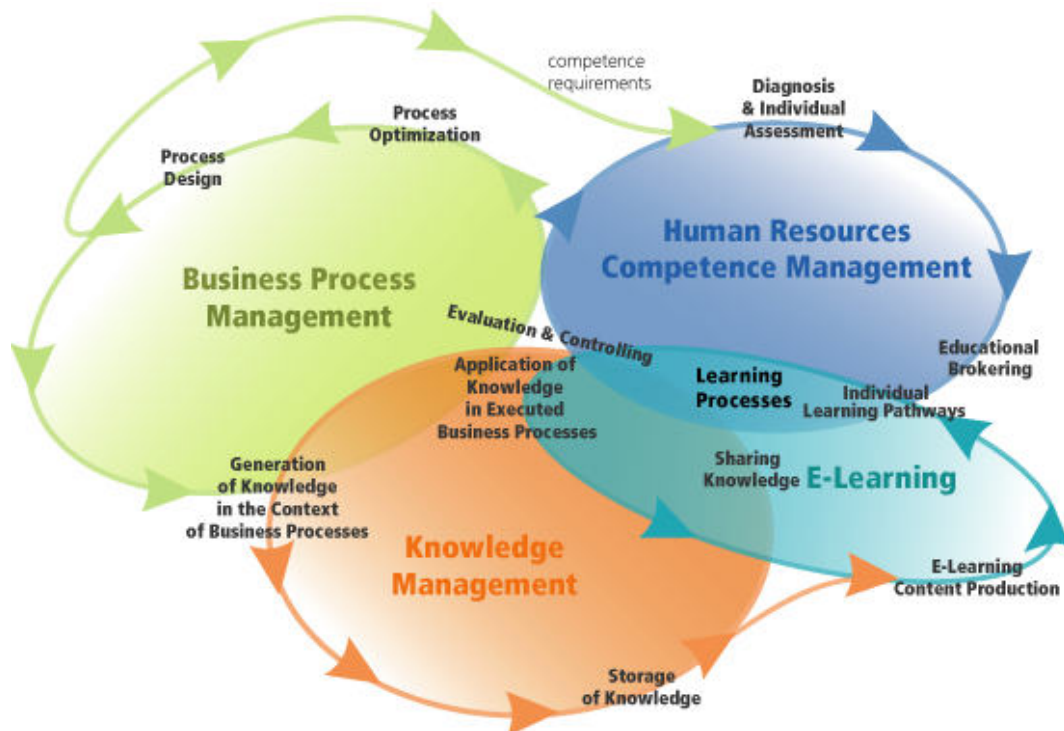 competence
requirements
Diagnosis
& Individual
Assessment
Process
Optimization
Process
Design
Human Resources
Competence Management
Business Process
Management
Evaluation & Controlling
Educational
Brokering
Application of
Knowledge
in Executed
Business Processes
Learning
Processes
Individual
Learning Pathways
Generation
of Knowledge
in the Context
of Business Processes
Sharing
Knowledge
E-Learning
Knowledge
Management
E-Learning
Content Production
Storage
of Knowledge